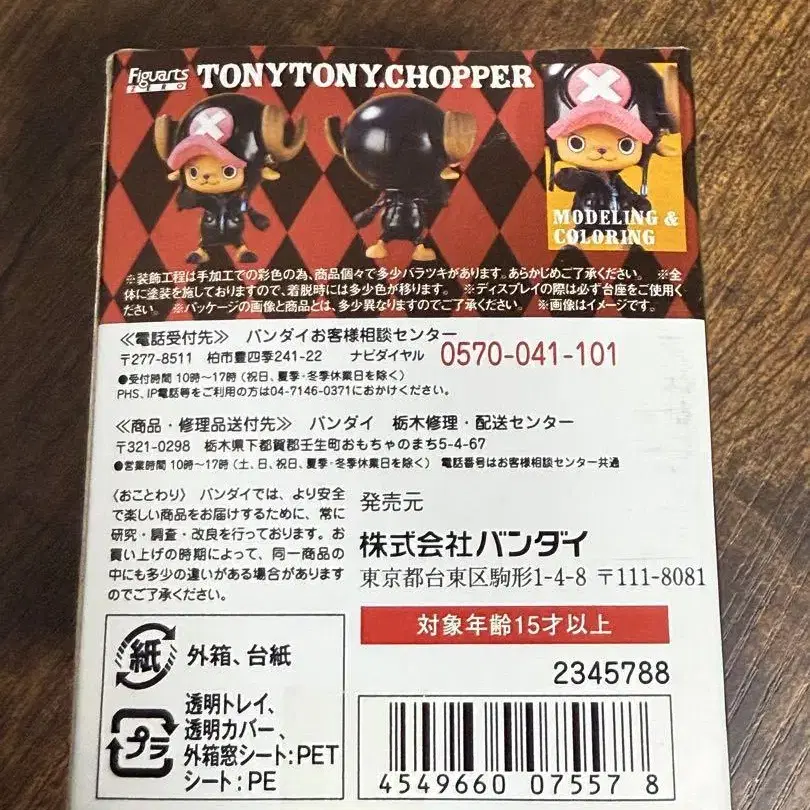 Figuarts
ZERO
TONYTONY.CHOPPER
MODELING &
COLORING
※装飾工程は手加工での彩色の為、商品個々で多少バラツキがあります。あらかじめご了承ください。 ※全
体に塗装を施しておりますので、着脱時には多少色が移ります。 ※ディスプレイの際は必ず台座をご使用く
ださい。 ※パッケージの画像と商品とは、多少異なりますのでご了承ください。 ※画像はイメージです。
≪電話受付先≫ バンダイお客様相談センター
〒277-8511 柏市豊四季241-22 ナビダイヤル 0570-041-101
●受付時間 10時~17時 (祝日、夏季・冬季休業日を除く)
PHS、IP電話等をご利用の方は04-7146-0371におかけください。
≪商品・修理品送付先≫ バンダイ 栃木修理・配送センター
〒321-0298 栃木県下都賀郡壬生町おもちゃのまち5-4-67
●営業時間 10時~17時 (土、日、祝日、夏季・冬季休業日を除く) 電話番号はお客様相談センター共通
〈おことわり〉 バンダイでは、より安全
で楽しい商品をお届けするために、常に
研究・調査・改良を行っております。お
買い上げの時期によって、同一商品の
中にも多少の違いがある場合があります
のでご了承ください。
発売元
株式会社バンダイ
東京都台東区駒形1-4-8 〒111-8081
対象年齢15才以上
2345788
紙
外箱、台紙
プラ
透明トレイ、
透明カバー、
外箱窓シート:PET
シート:PE
4549660 075578